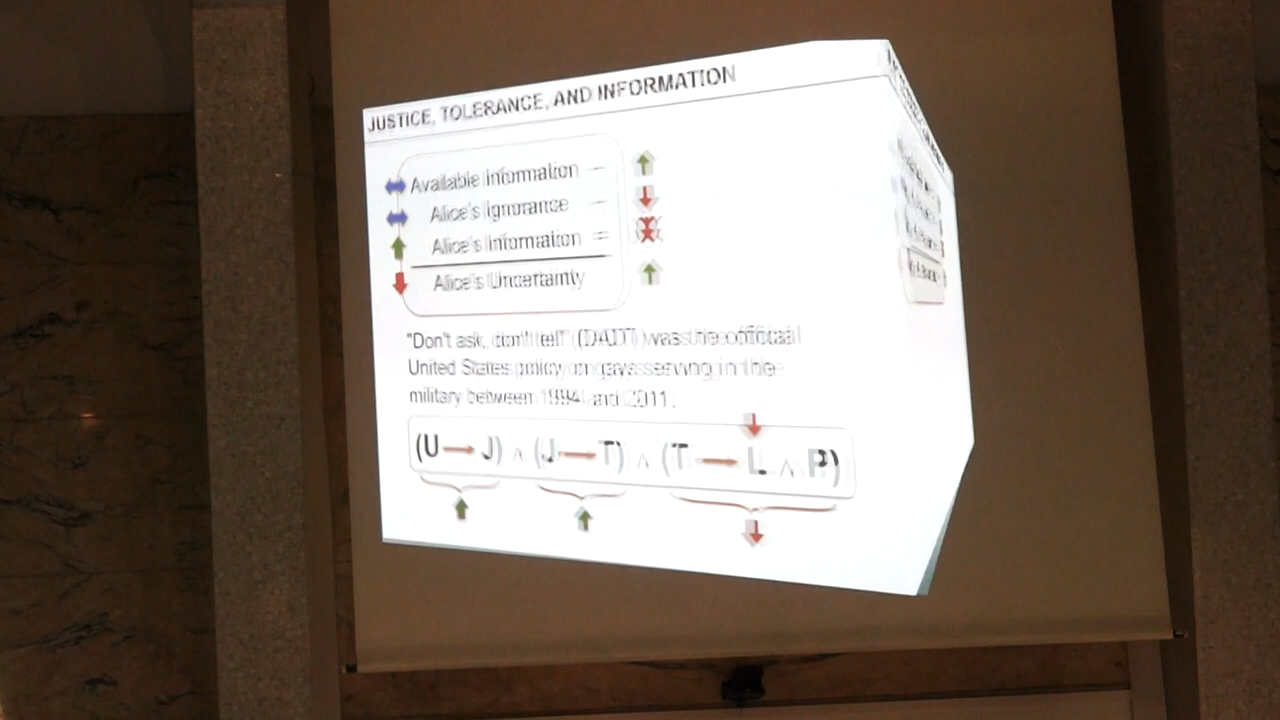 JUSTICE, TOLERANCE, AND INFORMATION
Available Information –
Alice's Ignorance –
Alice's Information =
Alice's Uncertainty
"Don't ask, don't tell" (DADT) was the official
United States policy on gays serving in the
military between 1994 and 2011.
(U → J) ∧ (J → T) ∧ (T → L ∧ P)